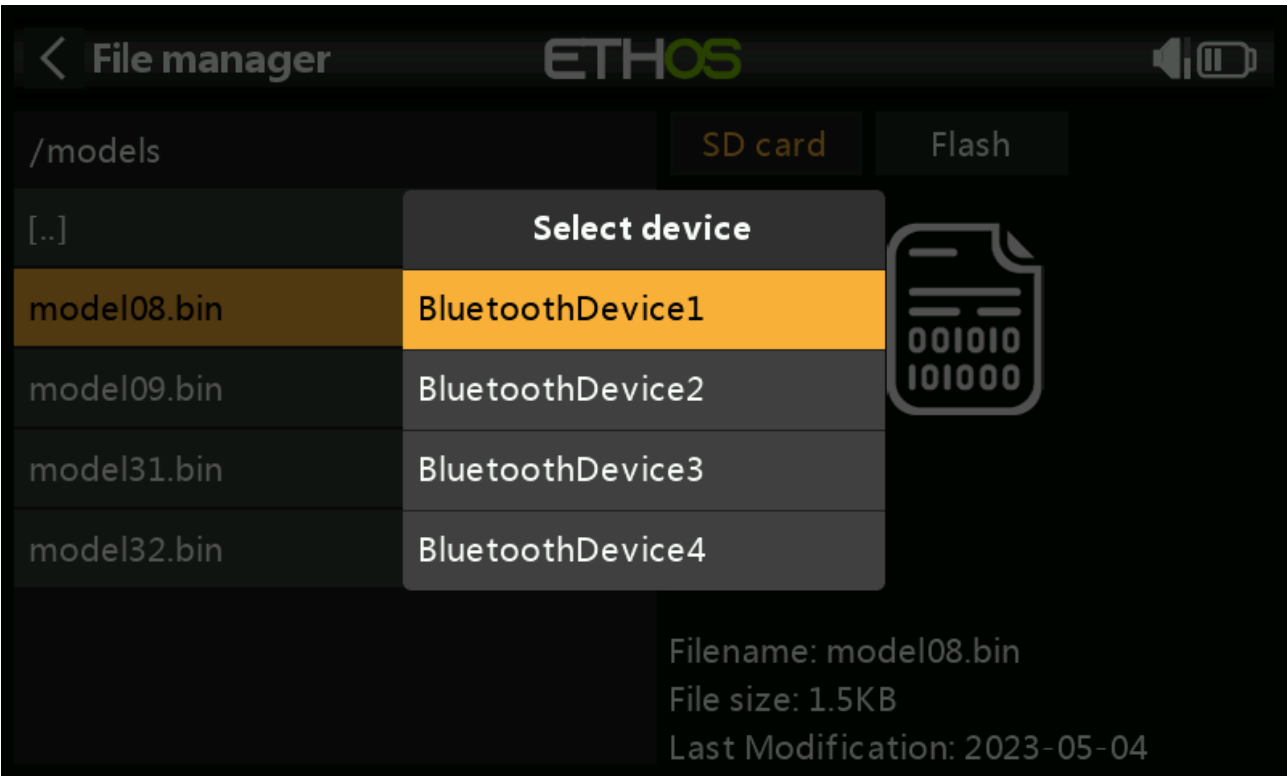 File manager
ETHOS
/models
SD card
Flash
[..]
model08.bin
model09.bin
model31.bin
model32.bin
Select device
BluetoothDevice1
BluetoothDevice2
BluetoothDevice3
BluetoothDevice4
001010
101000
Filename: model08.bin
File size: 1.5KB
Last Modification: 2023-05-04